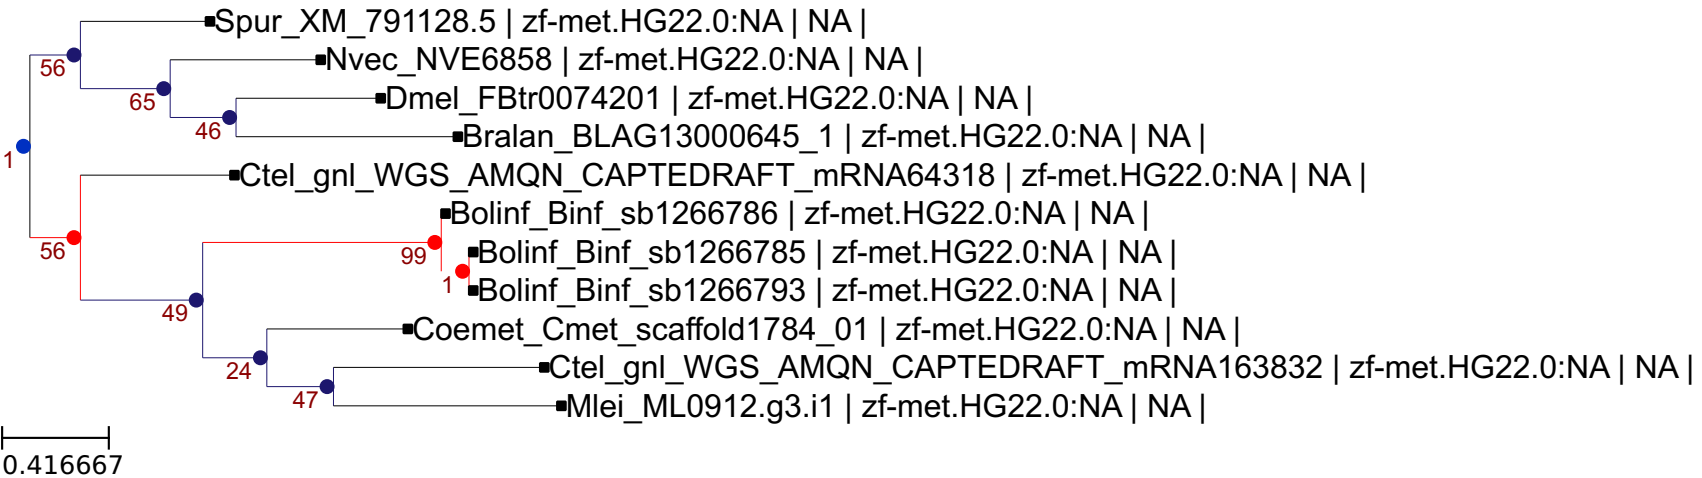 Spur_XM_791128.5 | zf-met.HG22.0:NA | NA |
56
Nvec_NVE6858 | zf-met.HG22.0:NA | NA |
65
Dmel_FBtr0074201 | zf-met.HG22.0:NA | NA |
46
Bralan_BLAG13000645_1 | zf-met.HG22.0:NA | NA |
1
Ctel_gnl_WGS_AMQN_CAPTEDRAFT_mRNA64318 | zf-met.HG22.0:NA | NA |
Bolinf_Binf_sb1266786 | zf-met.HG22.0:NA | NA |
56
99
Bolinf_Binf_sb1266785 | zf-met.HG22.0:NA | NA |
1
Bolinf_Binf_sb1266793 | zf-met.HG22.0:NA | NA |
49
Coemet_Cmet_scaffold1784_01 | zf-met.HG22.0:NA | NA |
24
Ctel_gnl_WGS_AMQN_CAPTEDRAFT_mRNA163832 | zf-met.HG22.0:NA | NA |
47
Mlei_ML0912.g3.i1 | zf-met.HG22.0:NA | NA |
0.416667